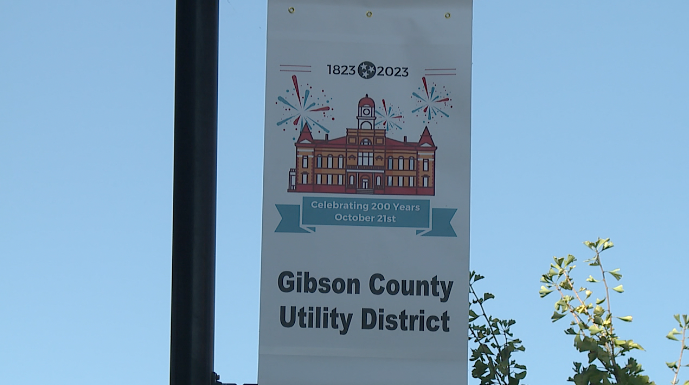 1823 2023
Celebrating 200 Years
October 21st
Gibson County
Utility District